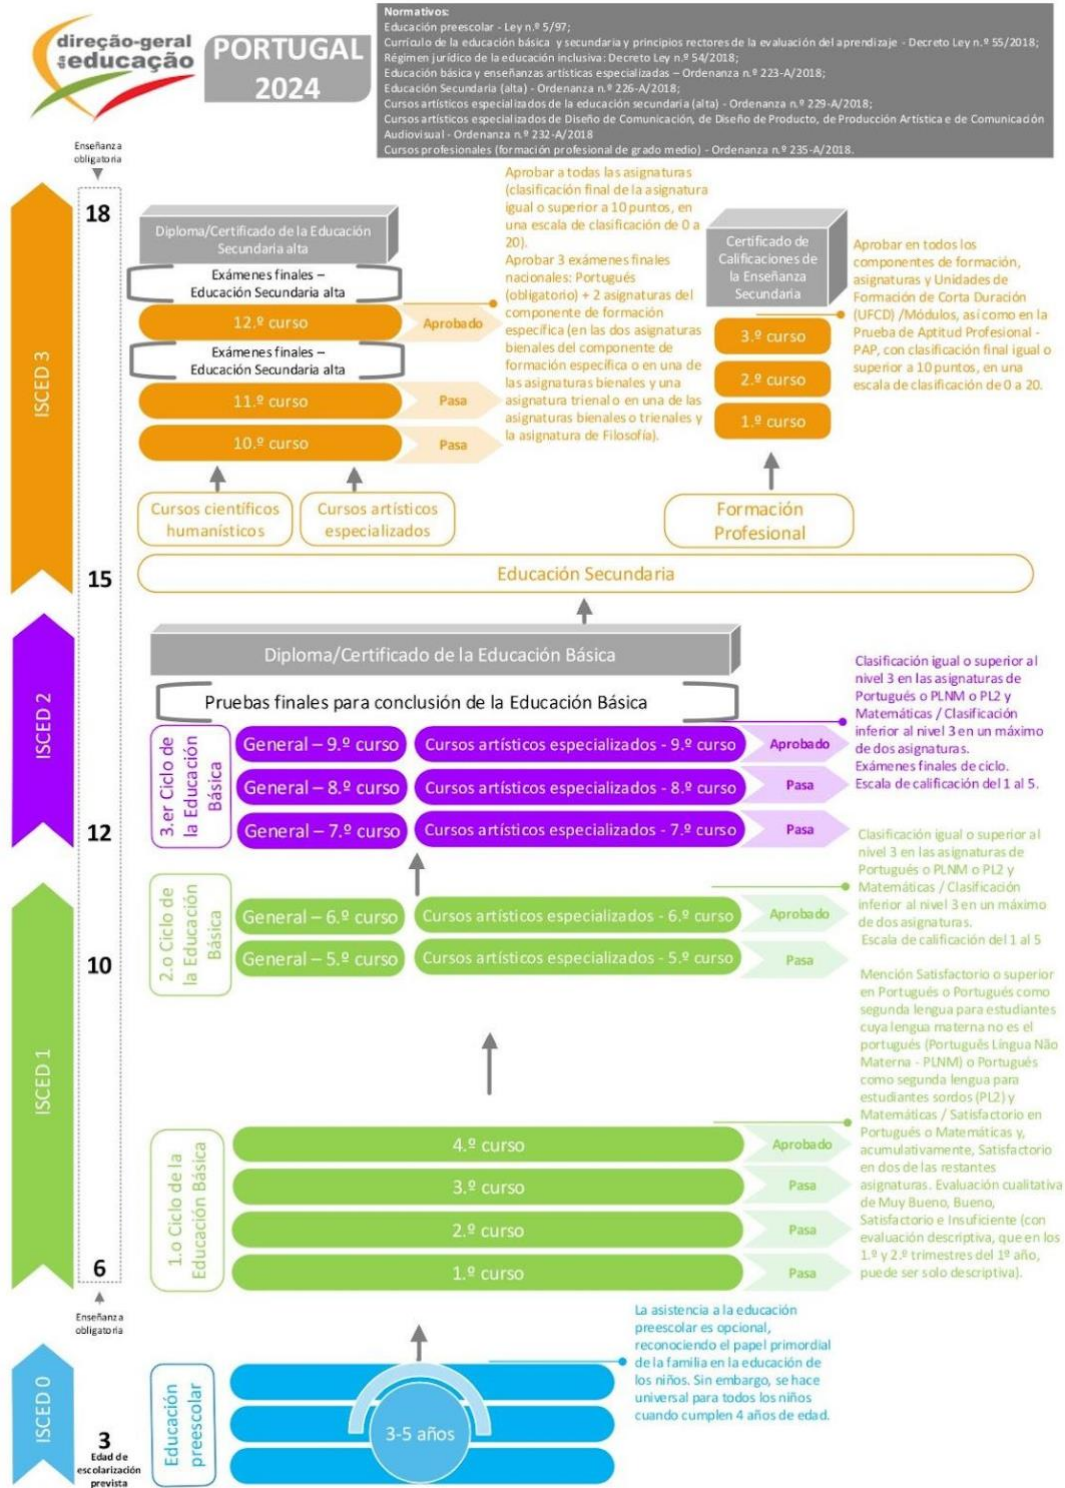 direção-geral
da educação
PORTUGAL
2024
Normativos:
Educación preescolar - Ley n.º 5/97;
Currículo de la educación básica y secundaria y principios rectores de la evaluación del aprendizaje - Decreto Ley n.º 55/2018;
Régimen jurídico de la educación inclusiva: Decreto Ley n.º 54/2018;
Educación básica y enseñanzas artísticas especializadas – Ordenanza n.º 223-A/2018;
Educación Secundaria (alta) - Ordenanza n.º 226-A/2018;
Cursos artísticos especializados de la educación secundaria (alta) - Ordenanza n.º 229-A/2018;
Cursos artísticos especializados de Diseño de Comunicación, de Diseño de Producto, de Producción Artística e de Comunicación
Audiovisual - Ordenanza n.º 232-A/2018
Cursos profesionales (formación profesional de grado medio) - Ordenanza n.º 235-A/2018.
Enseñanza
obligatoria
18
ISCED 3
Diploma/Certificado de la Educación
Secundaria alta
Exámenes finales –
Educación Secundaria alta
12.º curso
Aprobado
Exámenes finales –
Educación Secundaria alta
11.º curso
Pasa
10.º curso
Pasa
Aprobar a todas las asignaturas
(clasificación final de la asignatura
igual o superior a 10 puntos, en
una escala de clasificación de 0 a
20).
Aprobar 3 exámenes finales
nacionales: Portugués
(obligatorio) + 2 asignaturas del
componente de formación
específica (en las dos asignaturas
bienales del componente de
formación específica o en una de
las asignaturas bienales y una
asignatura trienal o en una de las
asignaturas bienales o trienales y
la asignatura de Filosofía).
Certificado de
Calificaciones de
la Enseñanza
Secundaria
3.º curso
2.º curso
1.º curso
Aprobar en todos los
componentes de formación,
asignaturas y Unidades de
Formación de Corta Duración
(UFCD) /Módulos, así como en la
Prueba de Aptitud Profesional -
PAP, con clasificación final igual o
superior a 10 puntos, en una
escala de clasificación de 0 a 20.
Cursos científicos
humanísticos
Cursos artísticos
especializados
Formación
Profesional
15
Educación Secundaria
ISCED 2
Diploma/Certificado de la Educación Básica
Pruebas finales para conclusión de la Educación Básica
3.er Ciclo de
la Educación
Básica
General – 9.º curso
Cursos artísticos especializados - 9.º curso
Aprobado
General – 8.º curso
Cursos artísticos especializados - 8.º curso
Pasa
General – 7.º curso
Cursos artísticos especializados - 7.º curso
Pasa
Clasificación igual o superior al
nivel 3 en las asignaturas de
Portugués o PLNM o PL2 y
Matemáticas / Clasificación
inferior al nivel 3 en un máximo
de dos asignaturas.
Exámenes finales de ciclo.
Escala de calificación del 1 al 5.
12
ISCED 1
2.o Ciclo de
la Educación
Básica
General – 6.º curso
Cursos artísticos especializados - 6.º curso
Aprobado
General – 5.º curso
Cursos artísticos especializados - 5.º curso
Pasa
Clasificación igual o superior al
nivel 3 en las asignaturas de
Portugués o PLNM o PL2 y
Matemáticas / Clasificación
inferior al nivel 3 en un máximo
de dos asignaturas.
Escala de calificación del 1 al 5
10
1.o Ciclo de la
Educación Básica
4.º curso
Aprobado
3.º curso
Pasa
2.º curso
Pasa
1.º curso
Pasa
Mención Satisfactorio o superior
en Portugués o Portugués como
segunda lengua para estudiantes
cuya lengua materna no es el
portugués (Português Língua Não
Materna - PLNM) o Portugués
como segunda lengua para
estudiantes sordos (PL2) y
Matemáticas / Satisfactorio en
Portugués o Matemáticas y,
acumulativamente, Satisfactorio
en dos de las restantes
asignaturas. Evaluación cualitativa
de Muy Bueno, Bueno,
Satisfactorio e Insuficiente (con
evaluación descriptiva, que en los
1.º y 2.º trimestres del 1º año,
puede ser solo descriptiva).
6
Enseñanza
obligatoria
ISCED 0
Educación
preescolar
3-5 años
La asistencia a la educación
preescolar es opcional,
reconociendo el papel primordial
de la familia en la educación de
los niños. Sin embargo, se hace
universal para todos los niños
cuando cumplen 4 años de edad.
3
Edad de
escolarización
prevista